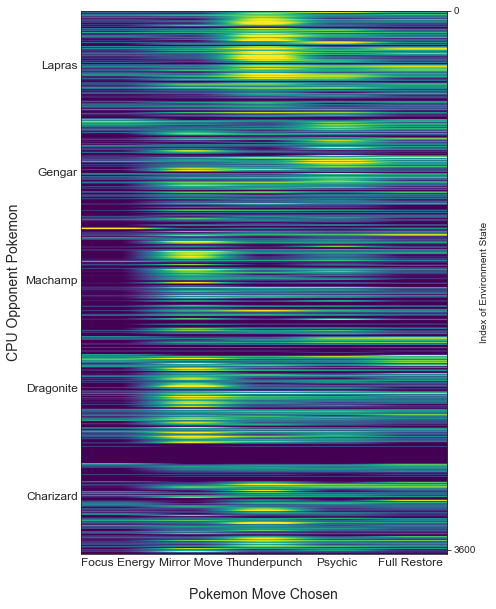 0
Lapras
Gengar
CPU Opponent Pokemon
Index of Environment State
Machamp
Dragonite
Charizard
3600
Focus Energy Mirror Move Thunderpunch Psychic Full Restore
Pokemon Move Chosen